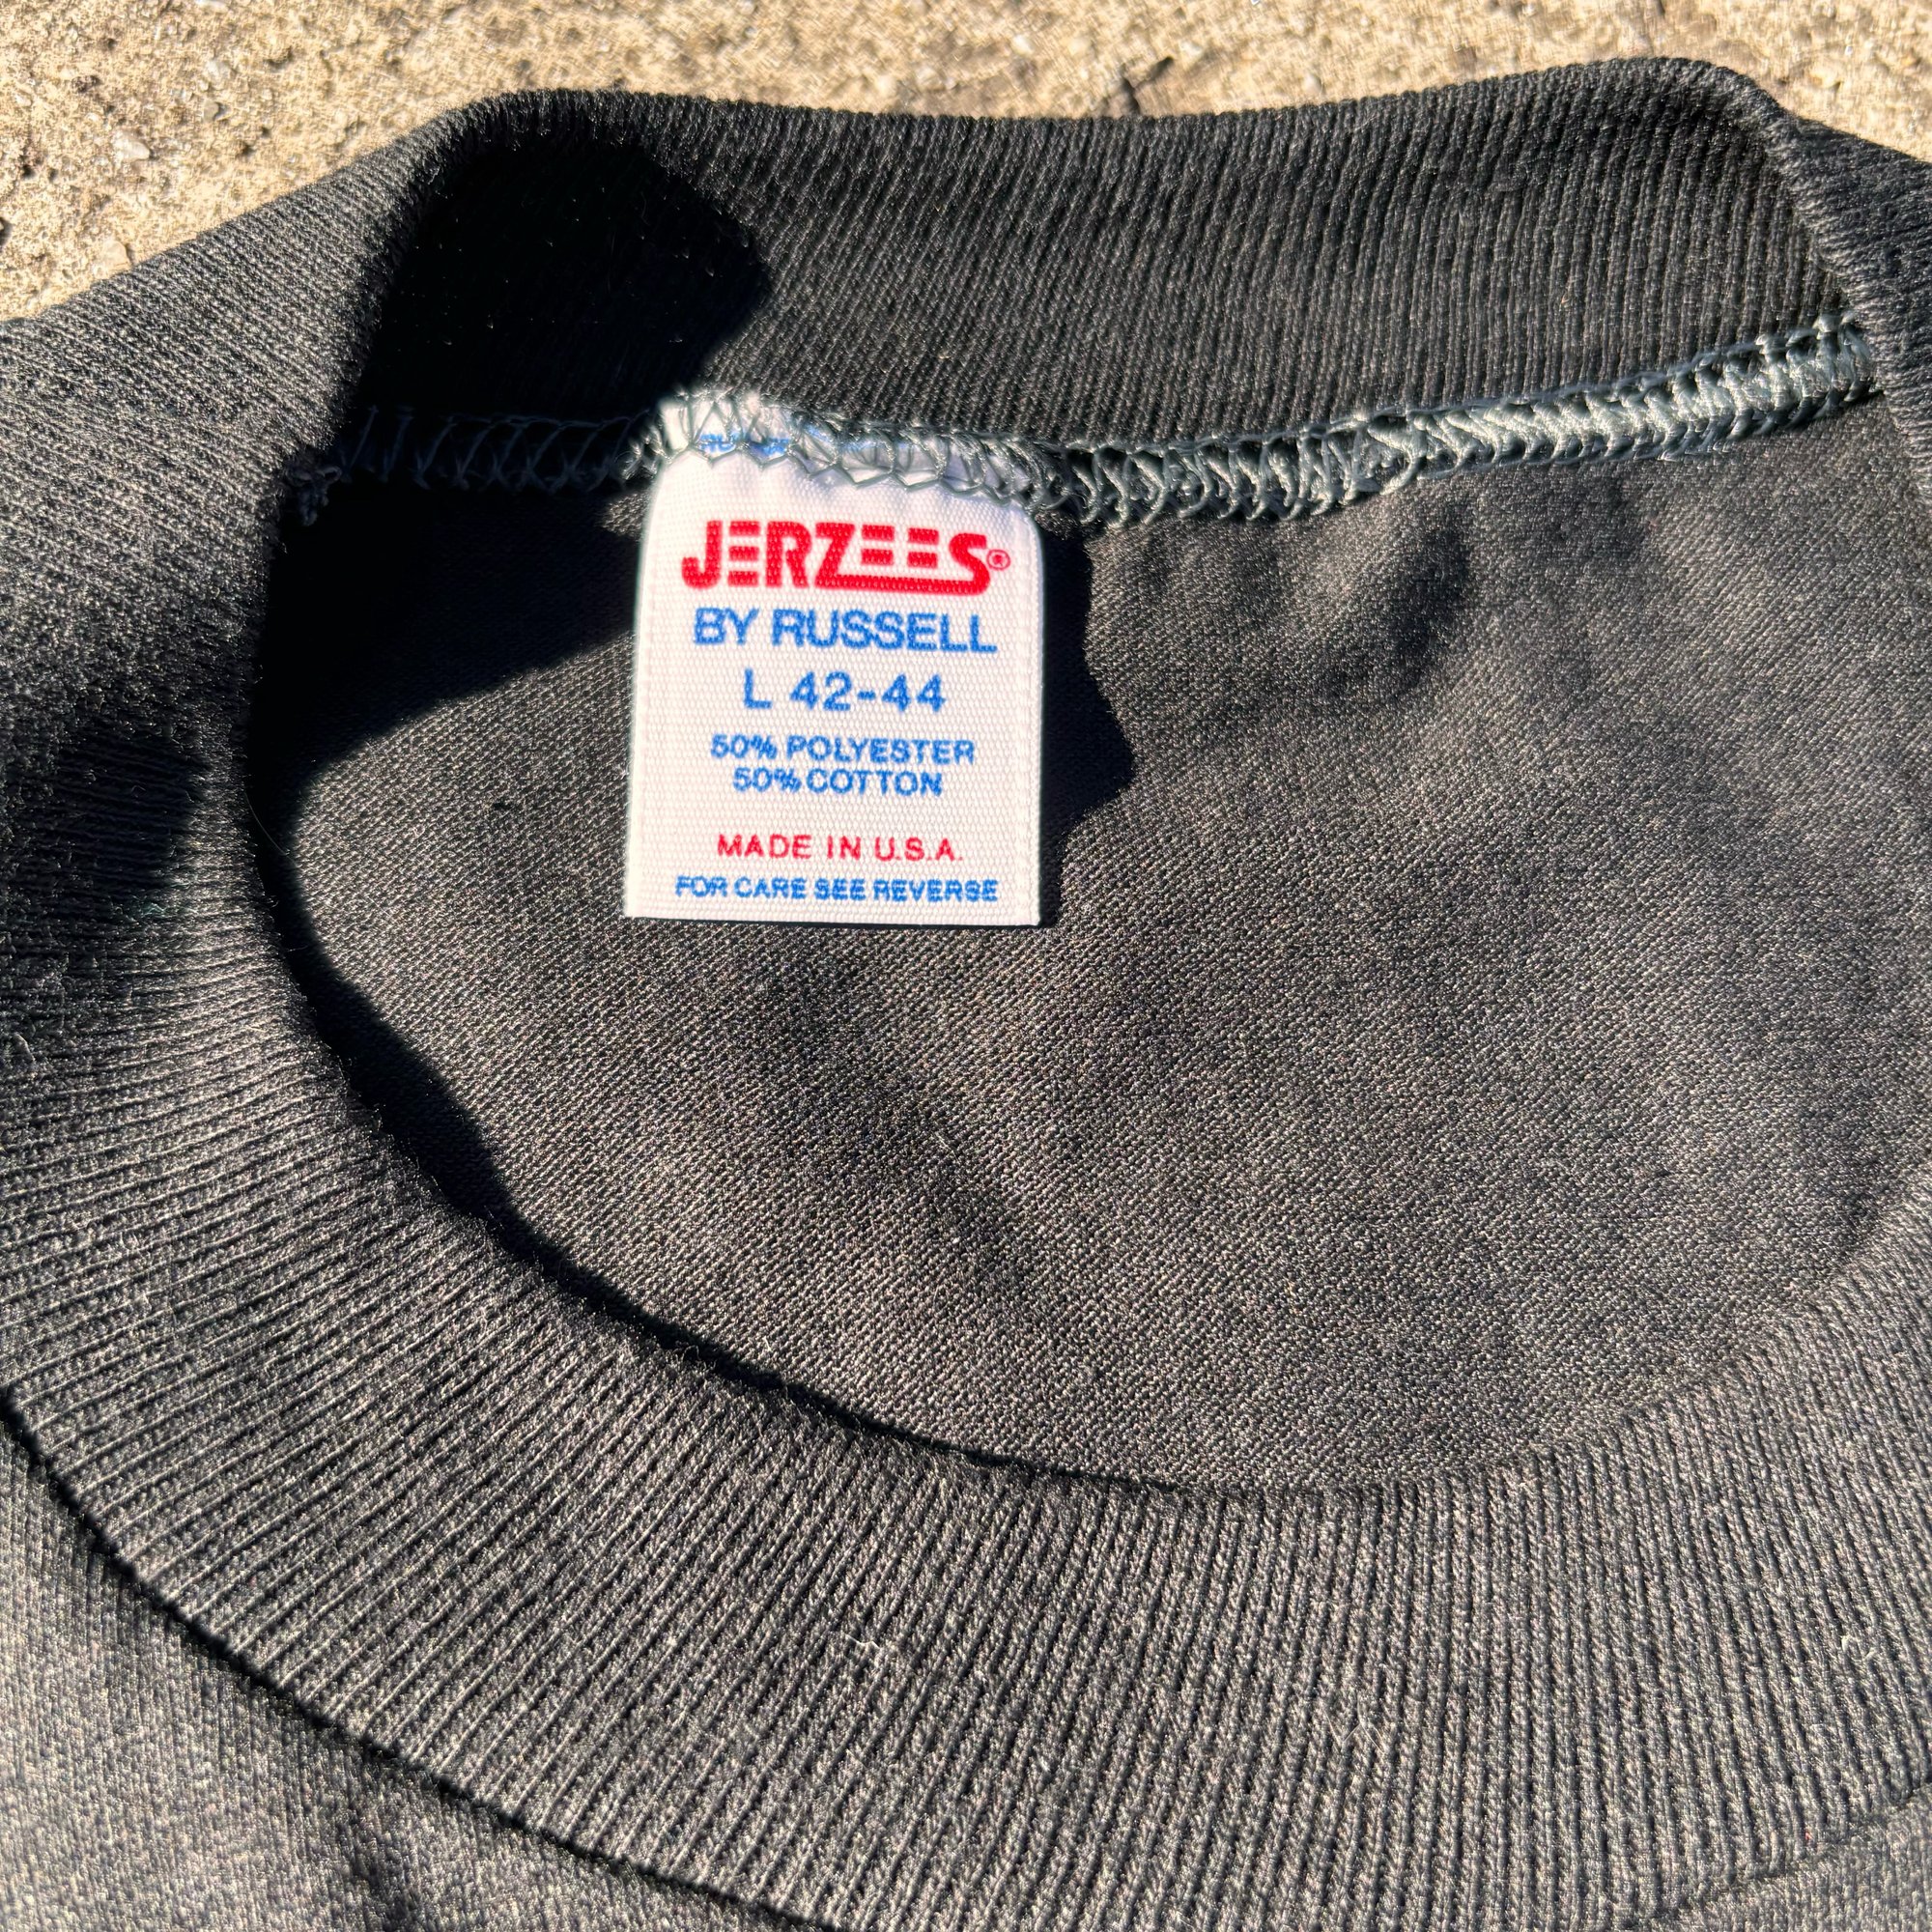 JERZEES®
BY RUSSELL
L 42-44
50% POLYESTER
50% COTTON
MADE IN U.S.A.
FOR CARE SEE REVERSE